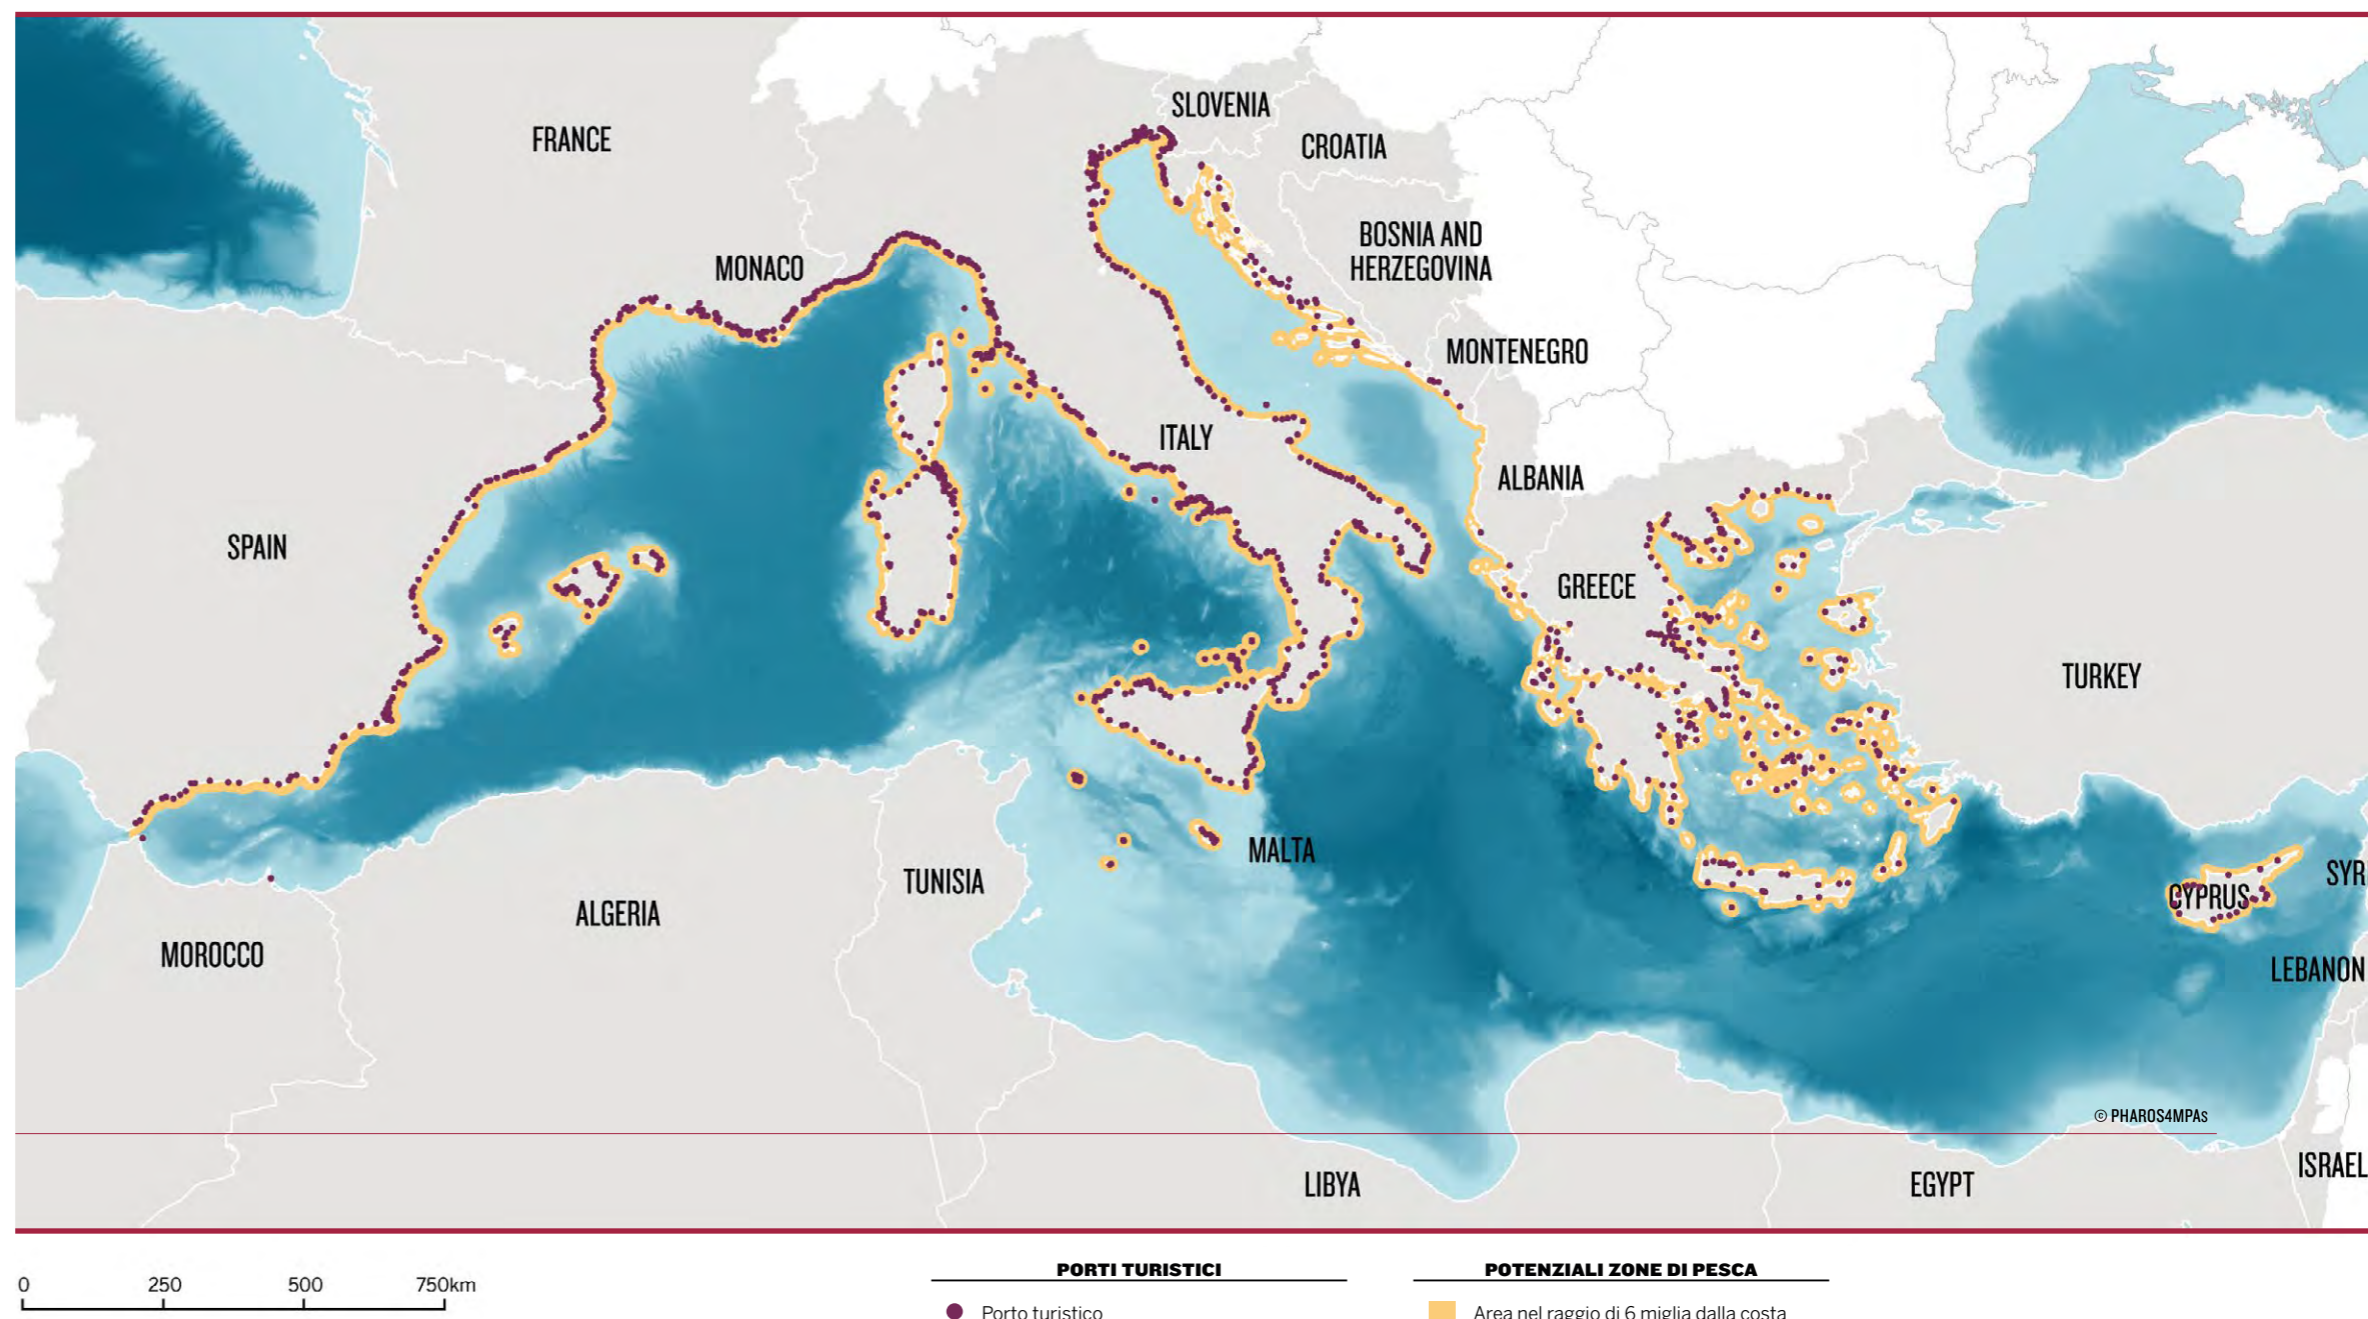 SLOVENIA
FRANCE
CROATIA
BOSNIA AND
HERZEGOVINA
MONACO
MONTENEGRO
ITALY
ALBANIA
SPAIN
GREECE
TURKEY
MALTA
TUNISIA
SYR
CYPRUS
ALGERIA
MOROCCO
LEBANON
© PHAROS4MPAs
ISRAEL
LIBYA
EGYPT
0 250 500 750km
PORTI TURISTICI
Porto turistico
POTENZIALI ZONE DI PESCA
Area nel raggio di 6 miglia dalla costa